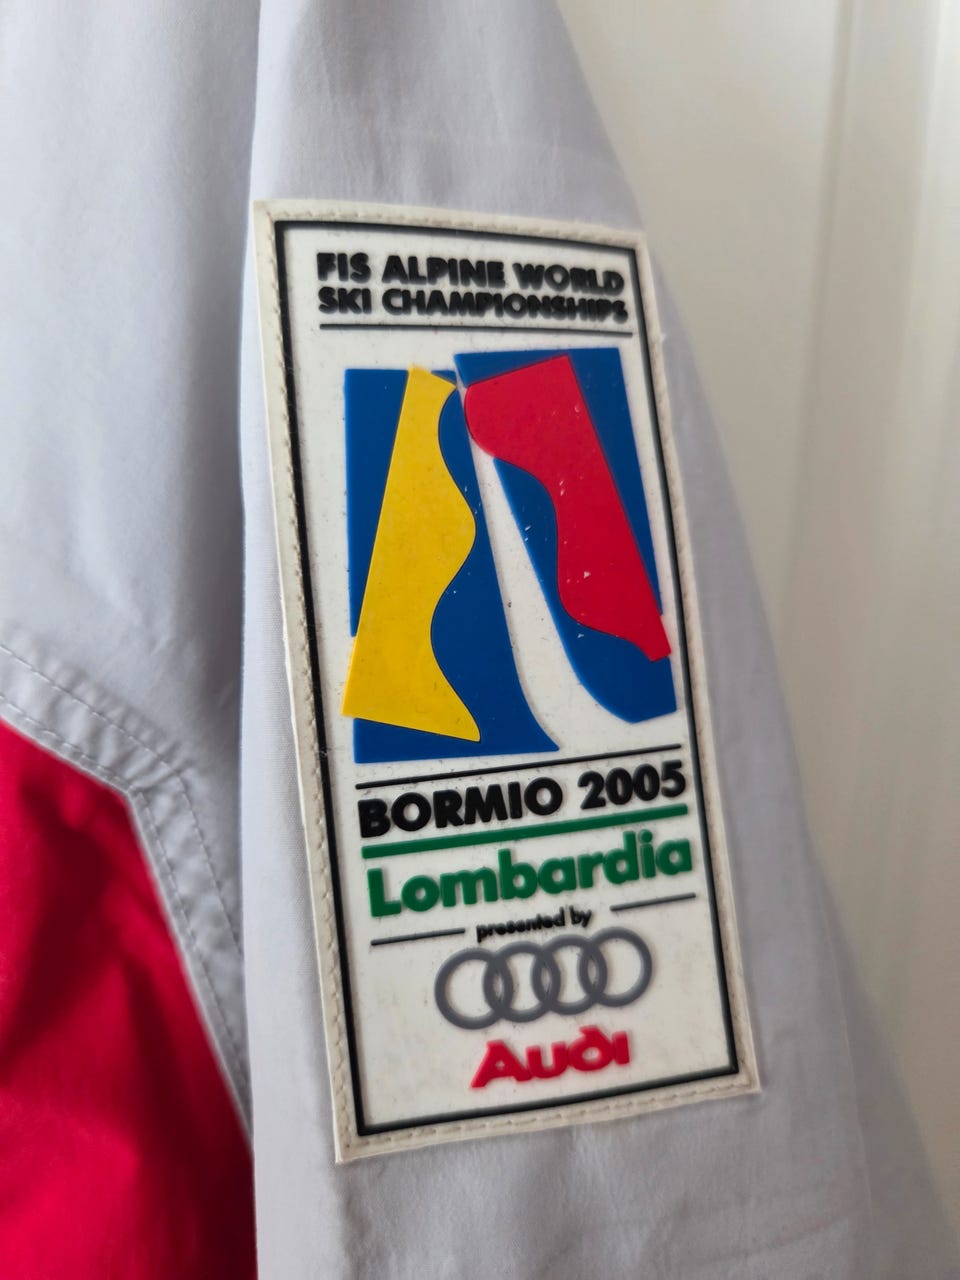 FIS ALPINE WORLD
SKI CHAMPIONSHIPS
BORMIO 2005
Lombardia
presented by
Audi